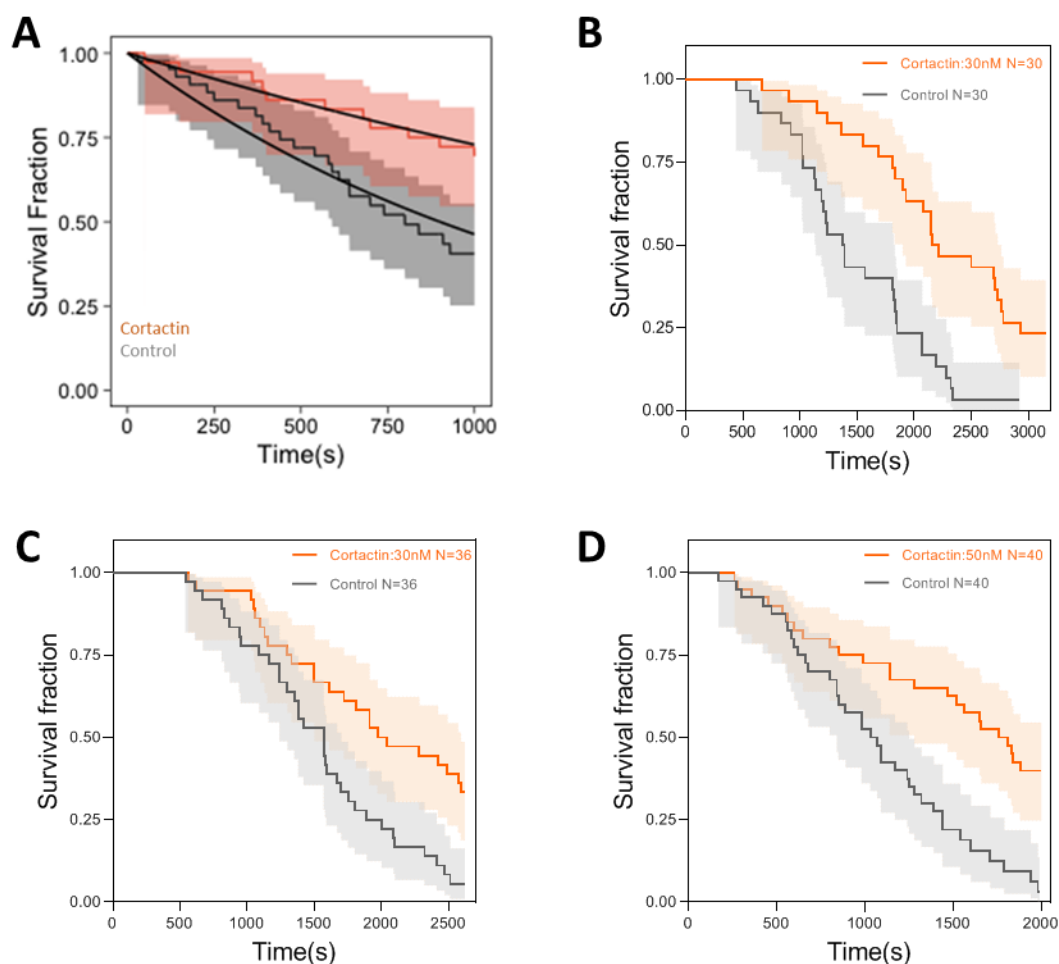 A
Survival Fraction
1.00
0.75
0.50
0.25
0.00
Cortactin
Control
0
250
500
750
1000
Time(s)
B
Survival fraction
1.00
0.75
0.50
0.25
0.00
Cortactin:30nM N=30
Control N=30
0
500
1000
1500
2000
2500
3000
Time(s)
C
Survival fraction
1.00
0.75
0.50
0.25
0.00
Cortactin:30nM N=36
Control N=36
0
500
1000
1500
2000
2500
Time(s)
D
Survival fraction
1.00
0.75
0.50
0.25
0.00
Cortactin:50nM N=40
Control N=40
0
500
1000
1500
2000
Time(s)